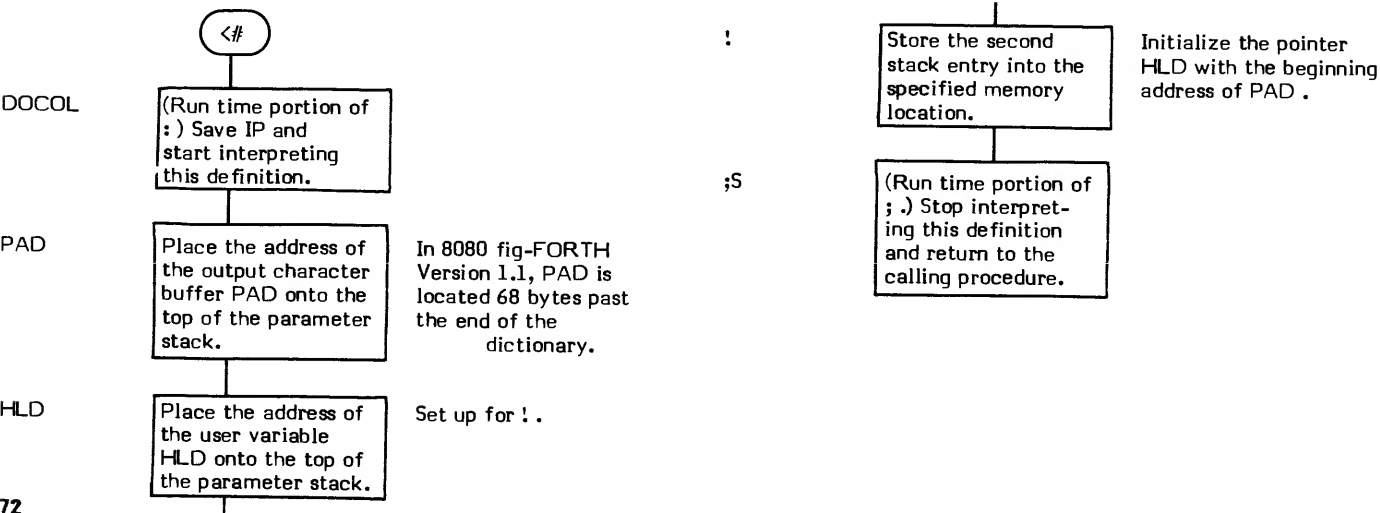 <#
DOCOL
(Run time portion of
: ) Save IP and
start interpreting
this definition.
PAD
Place the address of
the output character
buffer PAD onto the
top of the parameter
stack.
In 8080 fig-FORTH
Version 1.1, PAD is
located 68 bytes past
the end of the
dictionary.
HLD
Place the address of
the user variable
HLD onto the top of
the parameter stack.
Set up for ! .
72
!
Store the second
stack entry into the
specified memory
location.
Initialize the pointer
HLD with the beginning
address of PAD .
;S
(Run time portion of
; .) Stop interpret-
ing this definition
and return to the
calling procedure.